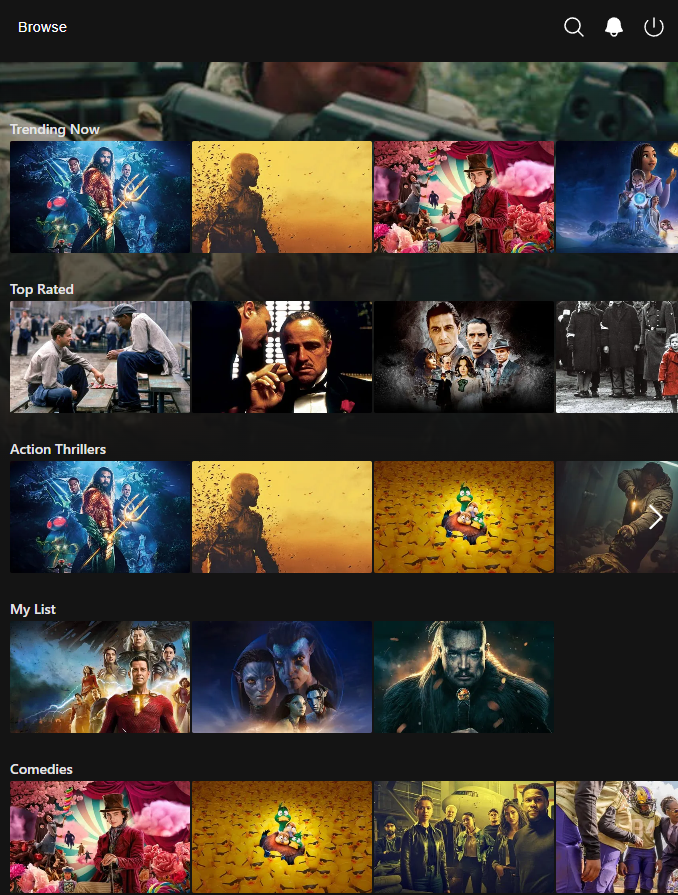 Browse
Trending Now
Top Rated
Action Thrillers
My List
Comedies